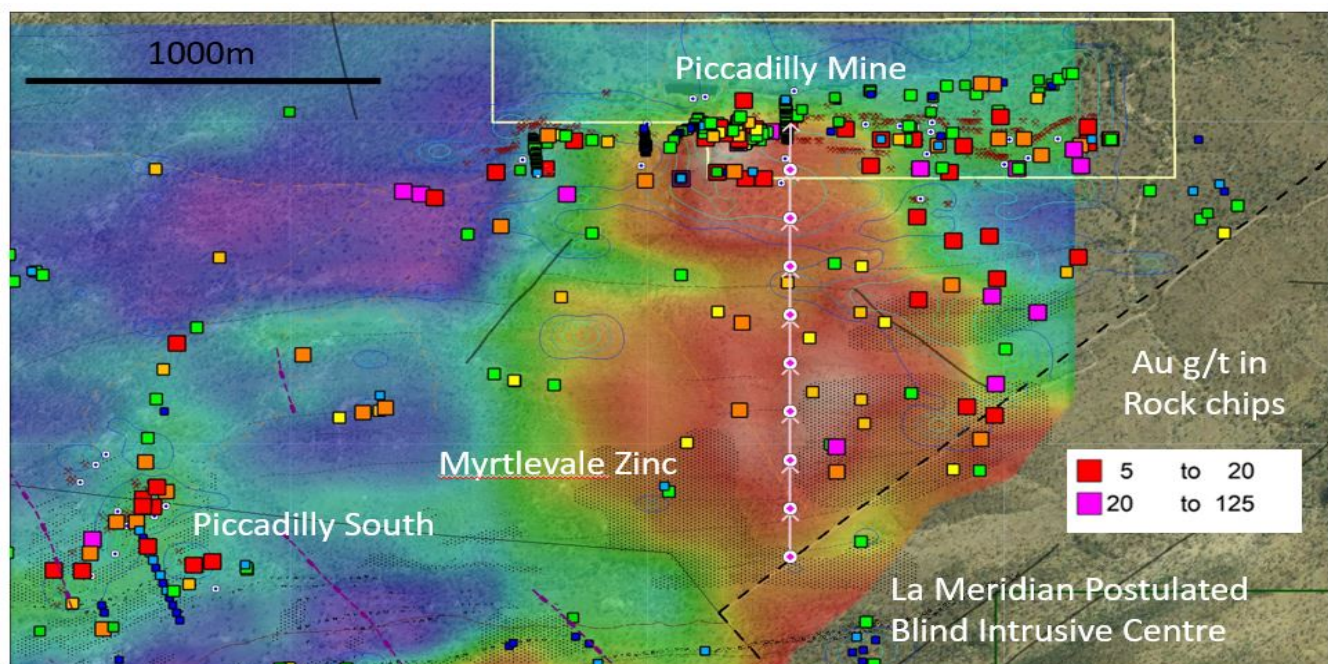 1000m
Piccadilly Mine
Au g/t in
Rock chips
Myrtlevale Zinc
5 to 20
20 to 125
Piccadilly South
La Meridian Postulated
Blind Intrusive Centre